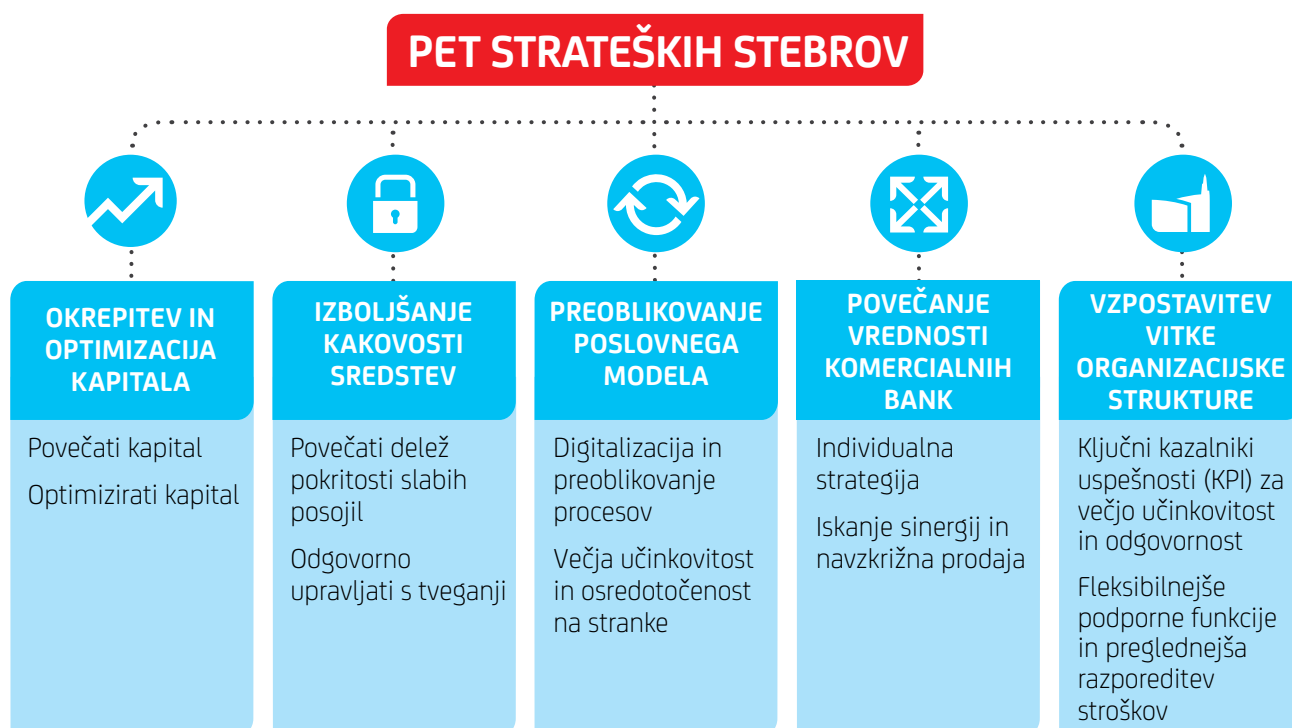 PET STRATEŠKIH STEBROV
OKREPITEV IN
OPTIMIZACIJA
KAPITALA
Povečati kapital
Optimizirati kapital
IZBOLJŠANJE
KAKOVOSTI
SREDSTEV
Povečati delež
pokritosti slabih
posojil
Odgovorno
upravljati s tveganji
PREOBLIKOVANJE
POSLOVNEGA
MODELA
Digitalizacija in
preoblikovanje
procesov
Večja učinkovitost
in osredotočenost
na stranke
POVEČANJE
VREDNOSTI
KOMERCIALNIH
BANK
Individualna
strategija
Iskanje sinergij in
navzkrižna prodaja
VZPOSTAVITEV
VITKE
ORGANIZACIJSKE
STRUKTURE
Ključni kazalniki
uspešnosti (KPI) za
večjo učinkovitost
in odgovornost
Fleksibilnejše
podporne funkcije
in preglednejša
razporeditev
stroškov